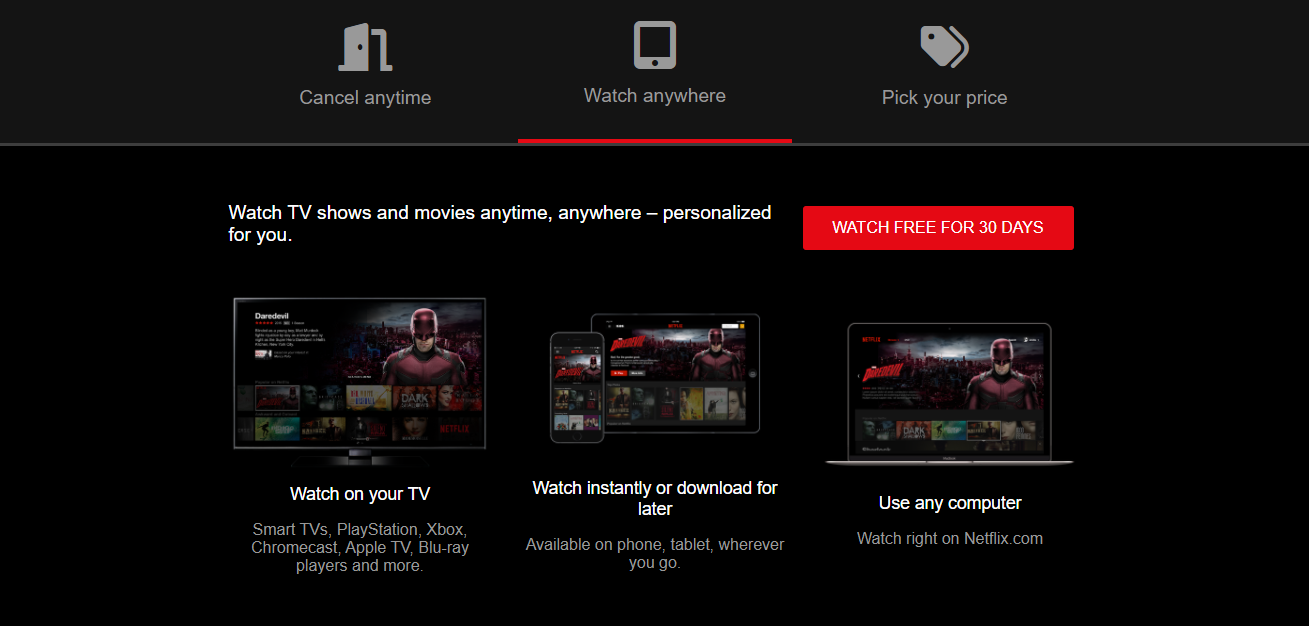 Cancel anytime
Watch anywhere
Pick your price
Watch TV shows and movies anytime, anywhere – personalized
for you.
WATCH FREE FOR 30 DAYS
Daredevil
NETFLIX
NETFLIX
DAREDEVIL
NETFLIX
DAREDEVIL
NETFLIX
DAREDEVIL
DARK
Watch on your TV
Smart TVs, PlayStation, Xbox,
Chromecast, Apple TV, Blu-ray
players and more.
Watch instantly or download for
later
Available on phone, tablet, wherever
you go.
Use any computer
Watch right on Netflix.com